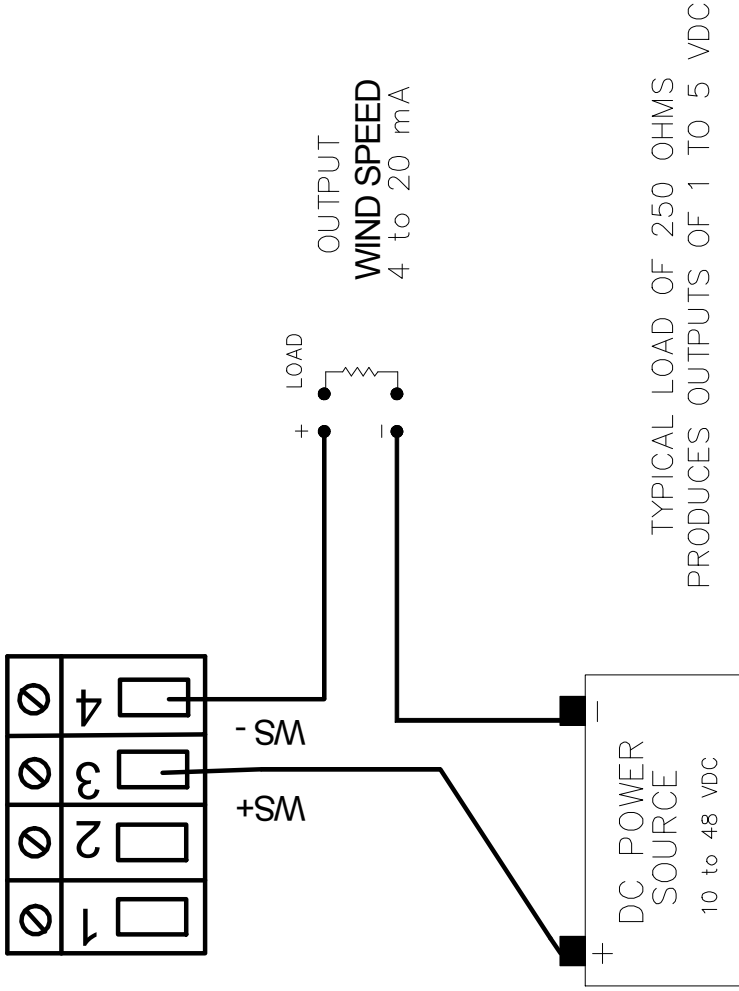 1
2
3
4
WS+
WS -
+
LOAD
-
OUTPUT
WIND SPEED
4 to 20 mA
+
-
DC POWER
SOURCE
10 to 48 VDC
TYPICAL LOAD OF 250 OHMS
PRODUCES OUTPUTS OF 1 TO 5 VDC